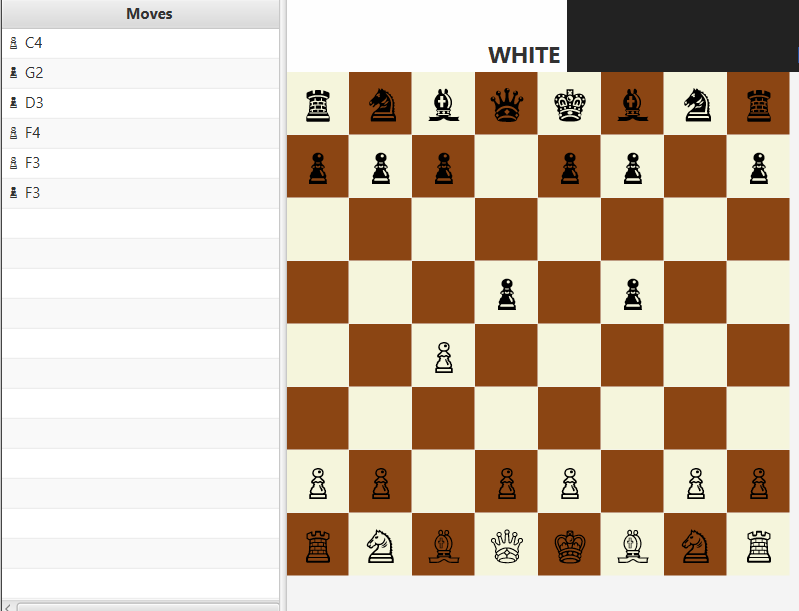 Moves
♙ C4
♟ G2
♟ D3
♙ F4
♙ F3
♟ F3
WHITE